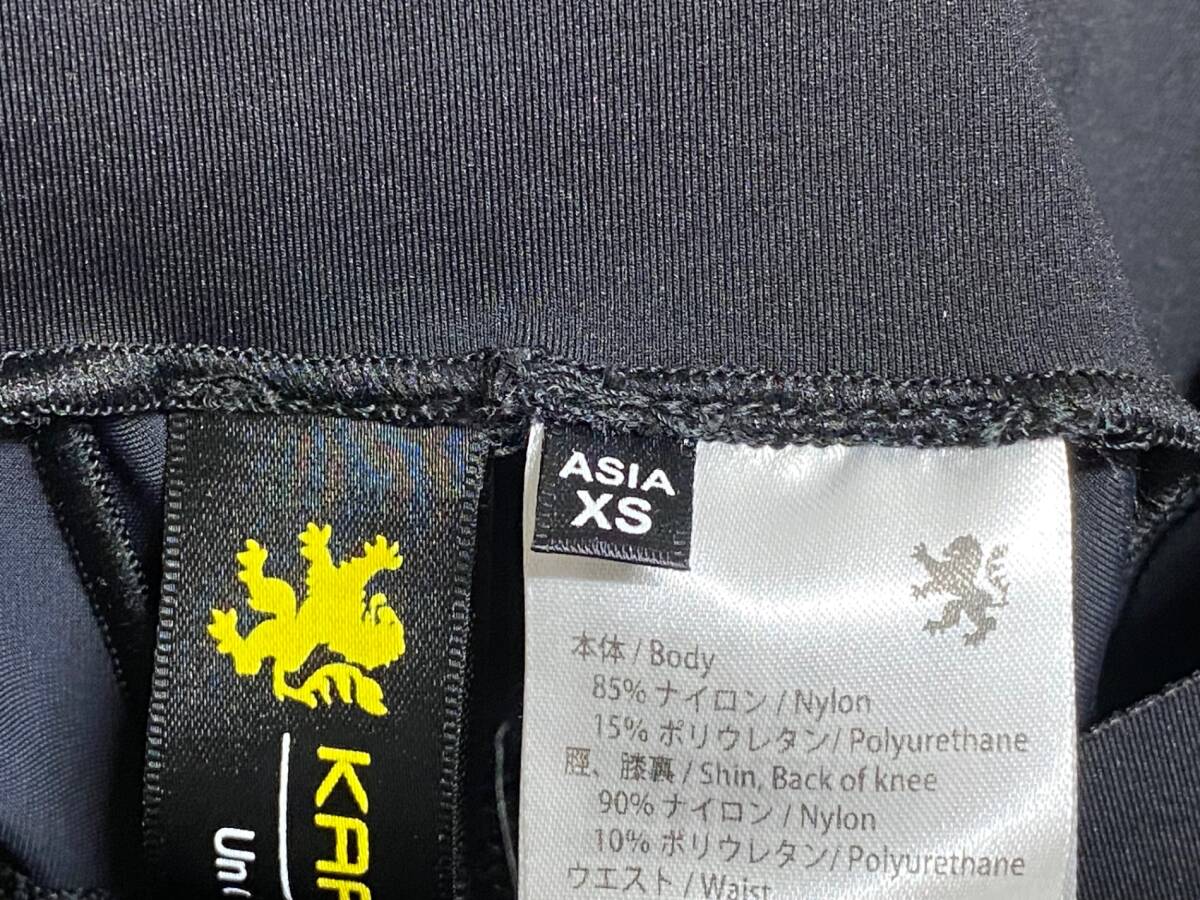 ASIA
XS
本体 / Body
85% ナイロン / Nylon
15% ポリウレタン / Polyurethane
脛、膝裏 / Shin, Back of knee
90% ナイロン / Nylon
10% ポリウレタン / Polyurethane
ウエスト / Waist